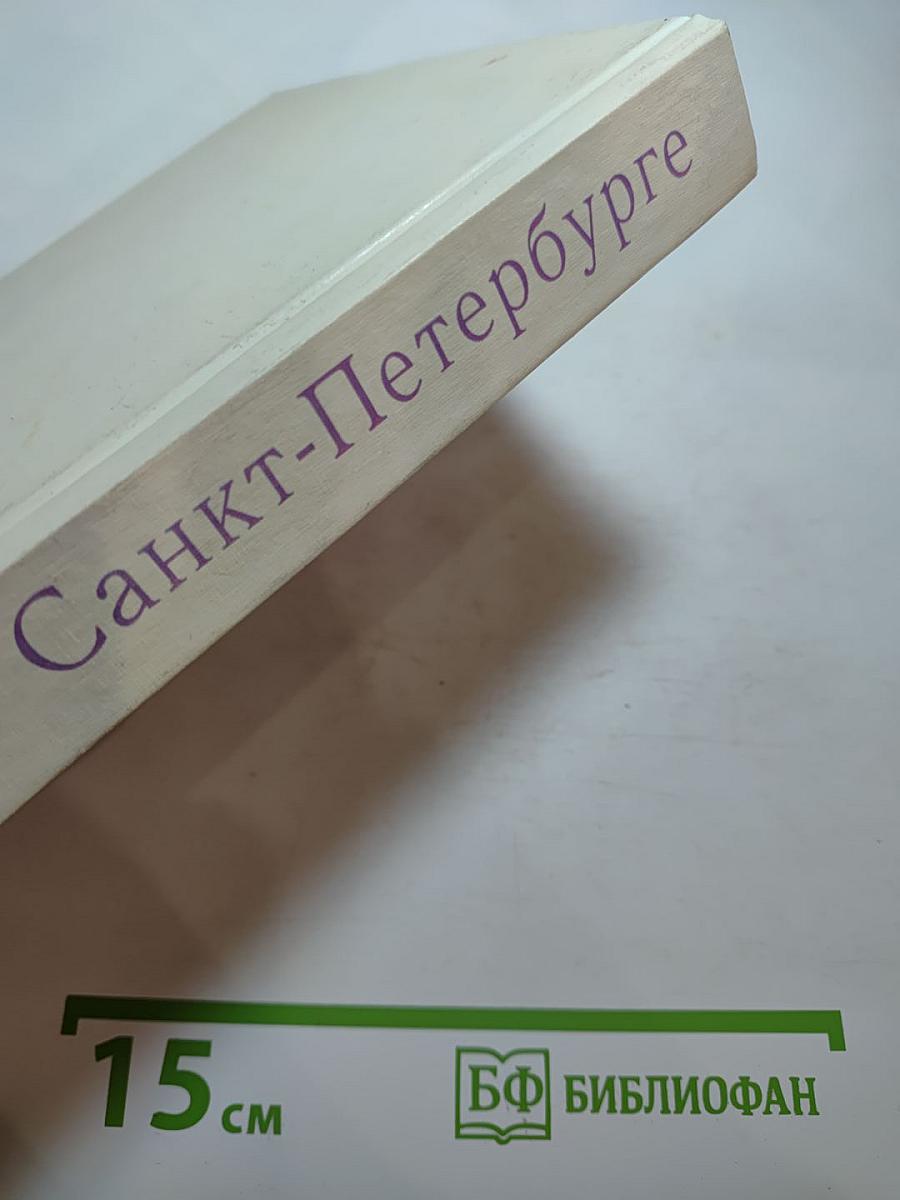 Санкт-Петербурге
15 см
БФ БИБЛИОФАН